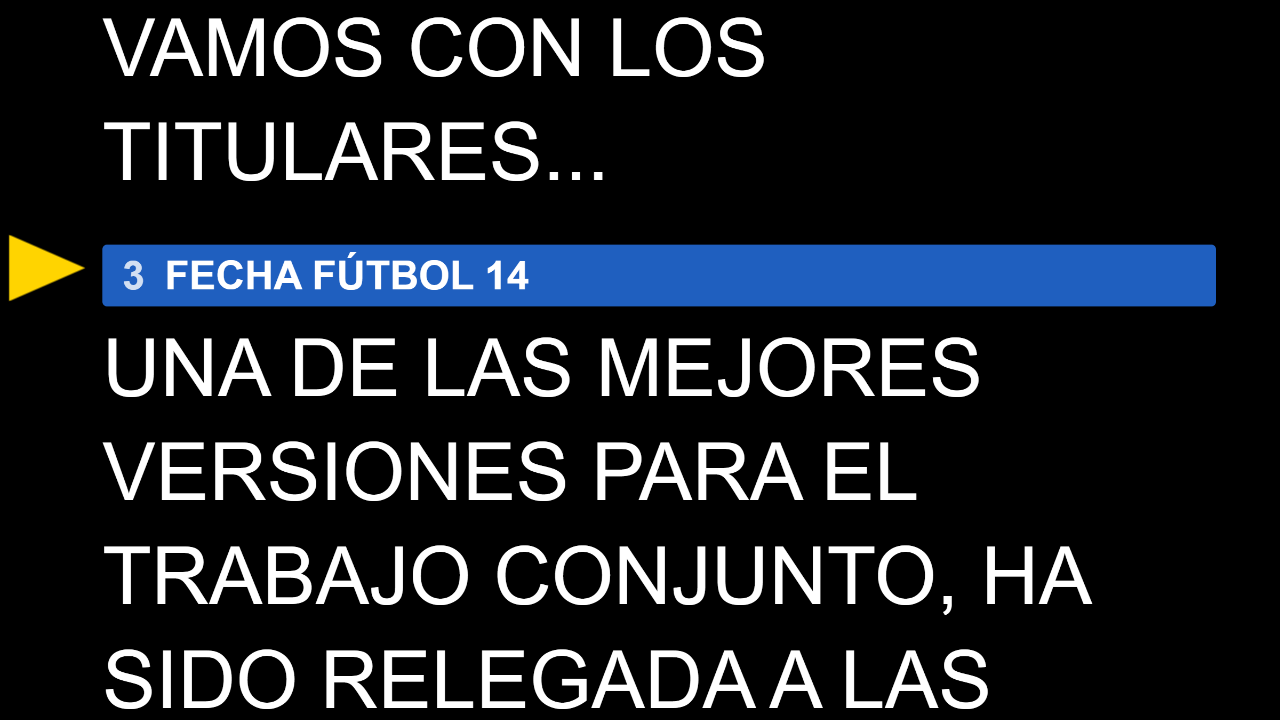 VAMOS CON LOS
TITULARES...
3 FECHA FÚTBOL 14
UNA DE LAS MEJORES
VERSIONES PARA EL
TRABAJO CONJUNTO, HA
SIDO RELEGADA A LAS